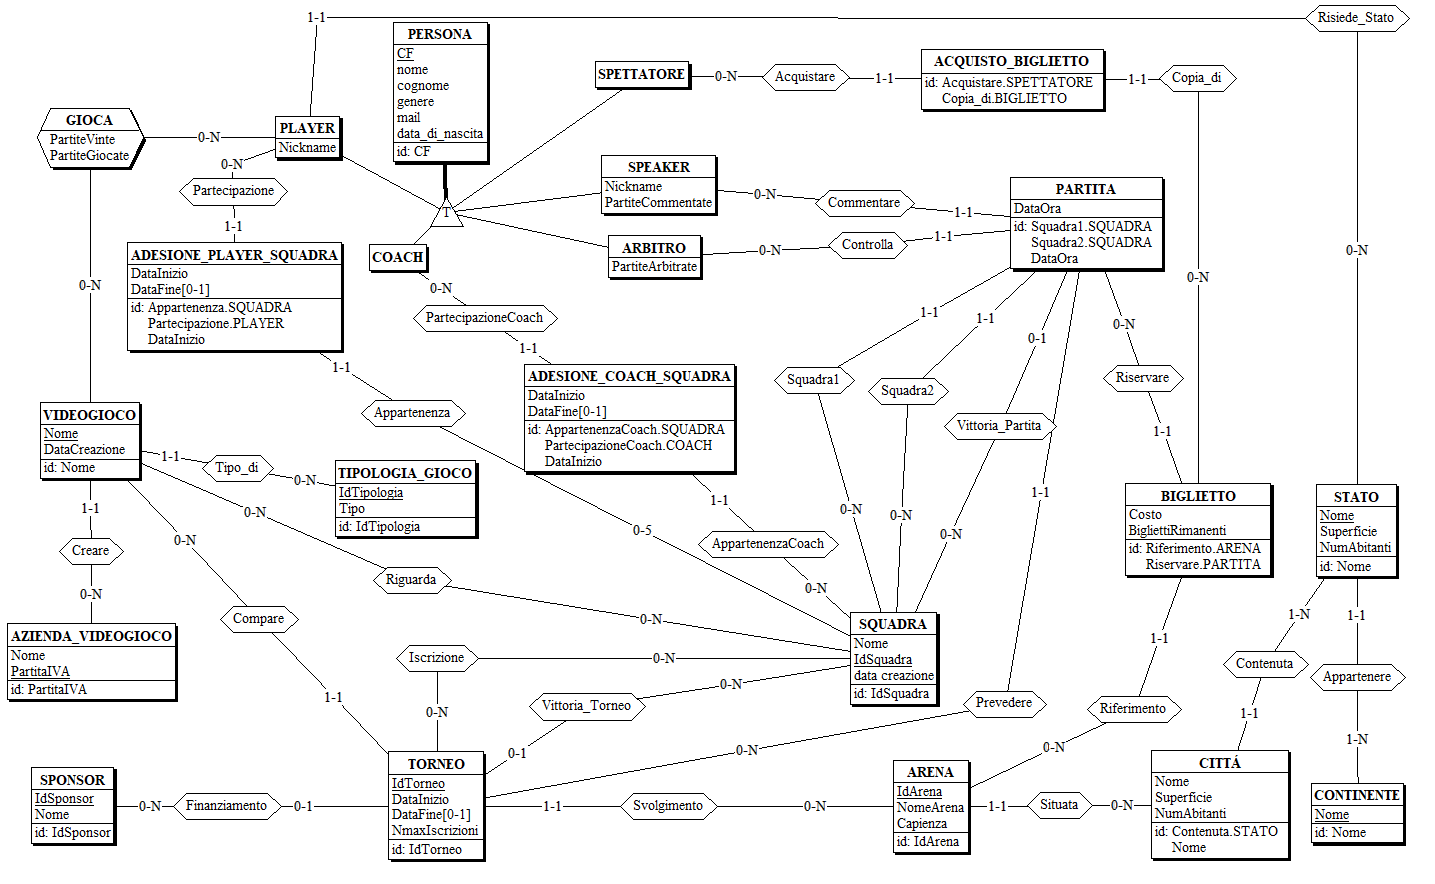 1-1
Risiede_Stato
PERSONA
CF
nome
cognome
genere
mail
data_di_nascita
id: CF
SPETTATORE
0-N
Acquistare
1-1
ACQUISTO_BIGLIETTO
id: Acquistare.SPETTATORE
Copia_di.BIGLIETTO
1-1
Copia_di
GIOCA
PartiteVinte
PartiteGiocate
0-N
PLAYER
Nickname
0-N
Partecipazione
1-1
T
SPEAKER
Nickname
PartiteCommentate
0-N
Commentare
1-1
ARBITRO
PartiteArbitrate
0-N
Controlla
1-1
PARTITA
DataOra
id: Squadra1.SQUADRA
Squadra2.SQUADRA
DataOra
0-N
0-N
ADESIONE_PLAYER_SQUADRA
DataInizio
DataFine[0-1]
id: Appartenenza.SQUADRA
Partecipazione.PLAYER
DataInizio
COACH
0-N
PartecipazioneCoach
1-1
0-N
1-1
Appartenenza
ADESIONE_COACH_SQUADRA
DataInizio
DataFine[0-1]
id: AppartenenzaCoach.SQUADRA
PartecipazioneCoach.COACH
DataInizio
1-1
1-1
0-1
0-N
Squadra1
Squadra2
Riservare
Vittoria_Partita
1-1
1-1
0-N
0-N
0-N
VIDEOGIOCO
Nome
DataCreazione
id: Nome
1-1
Tipo_di
0-N
TIPOLOGIA_GIOCO
IdTipologia
Tipo
id: IdTipologia
0-N
0-N
1-1
0-5
1-1
AppartenenzaCoach
0-N
BIGLIETTO
Costo
BigliettiRimanenti
id: Riferimento.ARENA
Riservare.PARTITA
STATO
Nome
Superficie
NumAbitanti
id: Nome
Creare
0-N
Riguarda
Compare
0-N
AZIENDA_VIDEOGIOCO
Nome
PartitaIVA
id: PartitaIVA
SQUADRA
Nome
IdSquadra
data creazione
id: IdSquadra
Iscrizione
0-N
0-N
1-1
0-N
Vittoria_Torneo
0-1
Prevedere
0-N
1-1
Riferimento
0-N
1-N
Contenuta
1-1
1-1
Appartenere
1-N
SPONSOR
IdSponsor
Nome
id: IdSponsor
0-N
Finanziamento
0-1
TORNEO
IdTorneo
DataInizio
DataFine[0-1]
NmaxIscrizioni
id: IdTorneo
1-1
Svolgimento
0-N
ARENA
IdArena
NomeArena
Capienza
id: IdArena
1-1
Situata
0-N
CITTÁ
Nome
Superficie
NumAbitanti
id: Contenuta.STATO
Nome
CONTINENTE
Nome
id: Nome